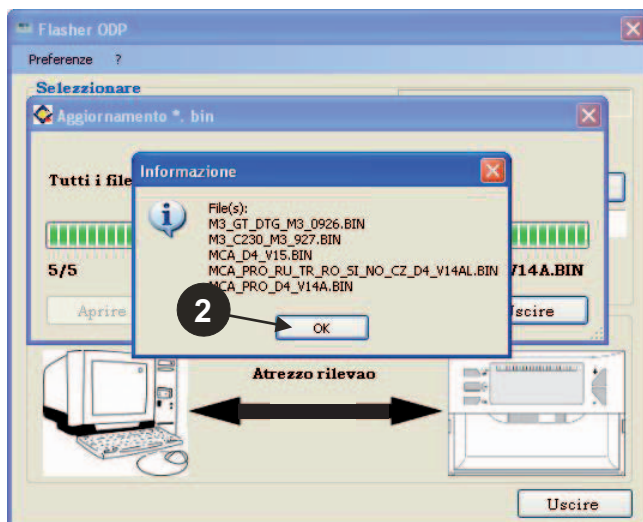 Flasher ODP
Preferenze ?
Selezzionare
Aggiornamento *. bin
Informazione
Tutti i file
File(s):
M3_GT_DTG_M3_0926.BIN
M3_C230_M3_927.BIN
MCA_D4_V15.BIN
MCA_PRO_RU_TR_RO_SI_NO_CZ_D4_V14AL.BIN
MCA_PRO_D4_V14A.BIN
5/5
V14A.BIN
Aprire
2
OK
Uscire
Atrezzo rilevao
Uscire